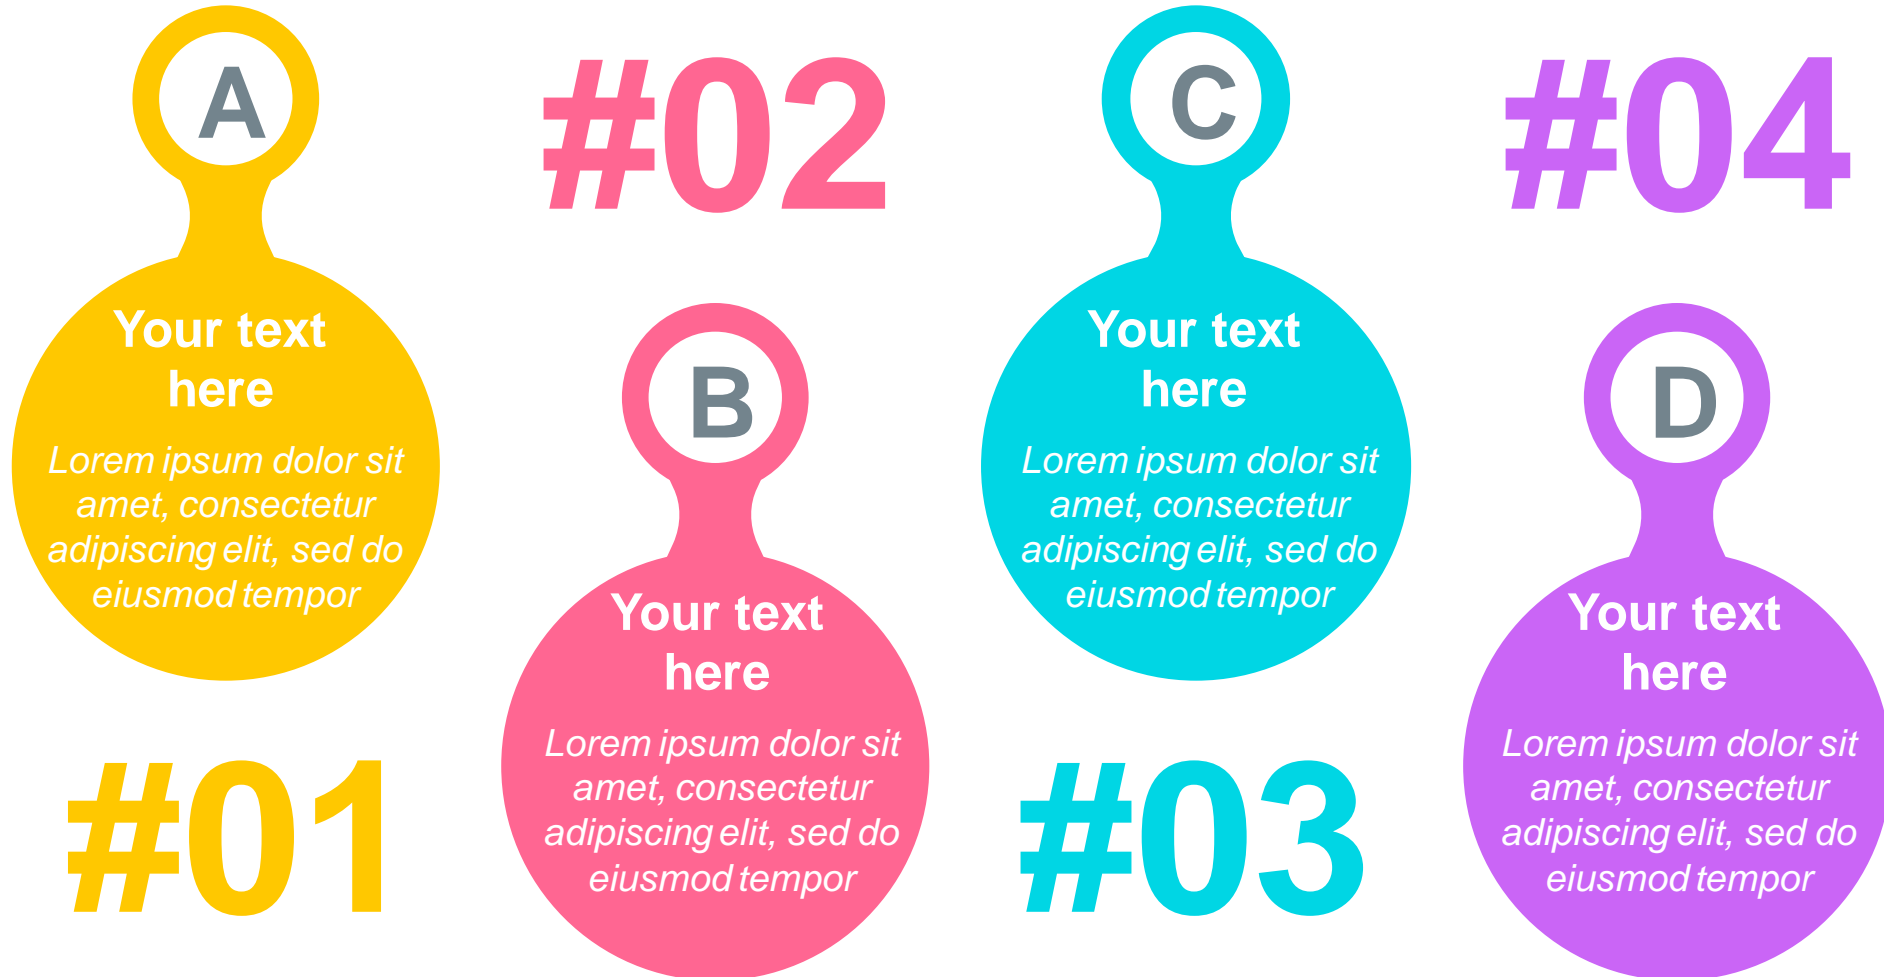 A
Your text
here
Lorem ipsum dolor sit
amet, consectetur
adipiscing elit, sed do
eiusmod tempor
#01
#02
B
Your text
here
Lorem ipsum dolor sit
amet, consectetur
adipiscing elit, sed do
eiusmod tempor
C
Your text
here
Lorem ipsum dolor sit
amet, consectetur
adipiscing elit, sed do
eiusmod tempor
#03
#04
D
Your text
here
Lorem ipsum dolor sit
amet, consectetur
adipiscing elit, sed do
eiusmod tempor